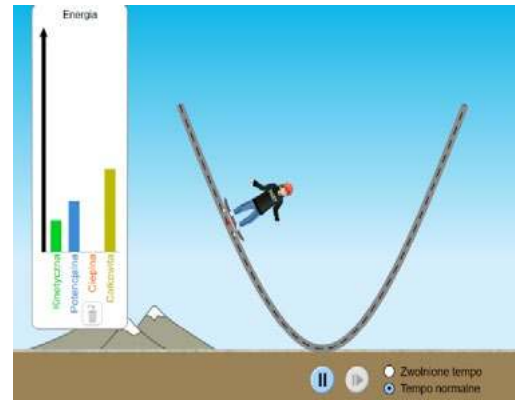 Energia
Kinetyczna
Potencjalna
Cieplna
Całkowita
Zwolnione tempo
Tempo normalne